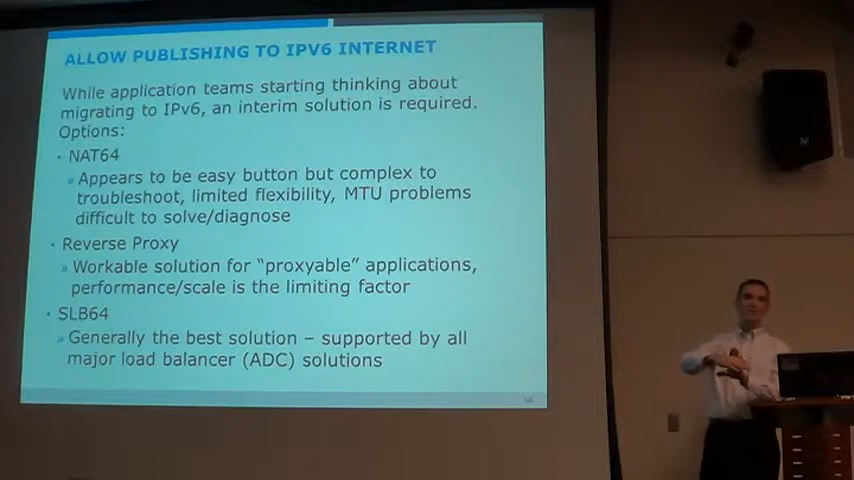 ALLOW PUBLISHING TO IPV6 INTERNET
While application teams starting thinking about
migrating to IPv6, an interim solution is required.
Options:
• NAT64
» Appears to be easy button but complex to
troubleshoot, limited flexibility, MTU problems
difficult to solve/diagnose
• Reverse Proxy
» Workable solution for “proxyable” applications,
performance/scale is the limiting factor
• SLB64
» Generally the best solution – supported by all
major load balancer (ADC) solutions